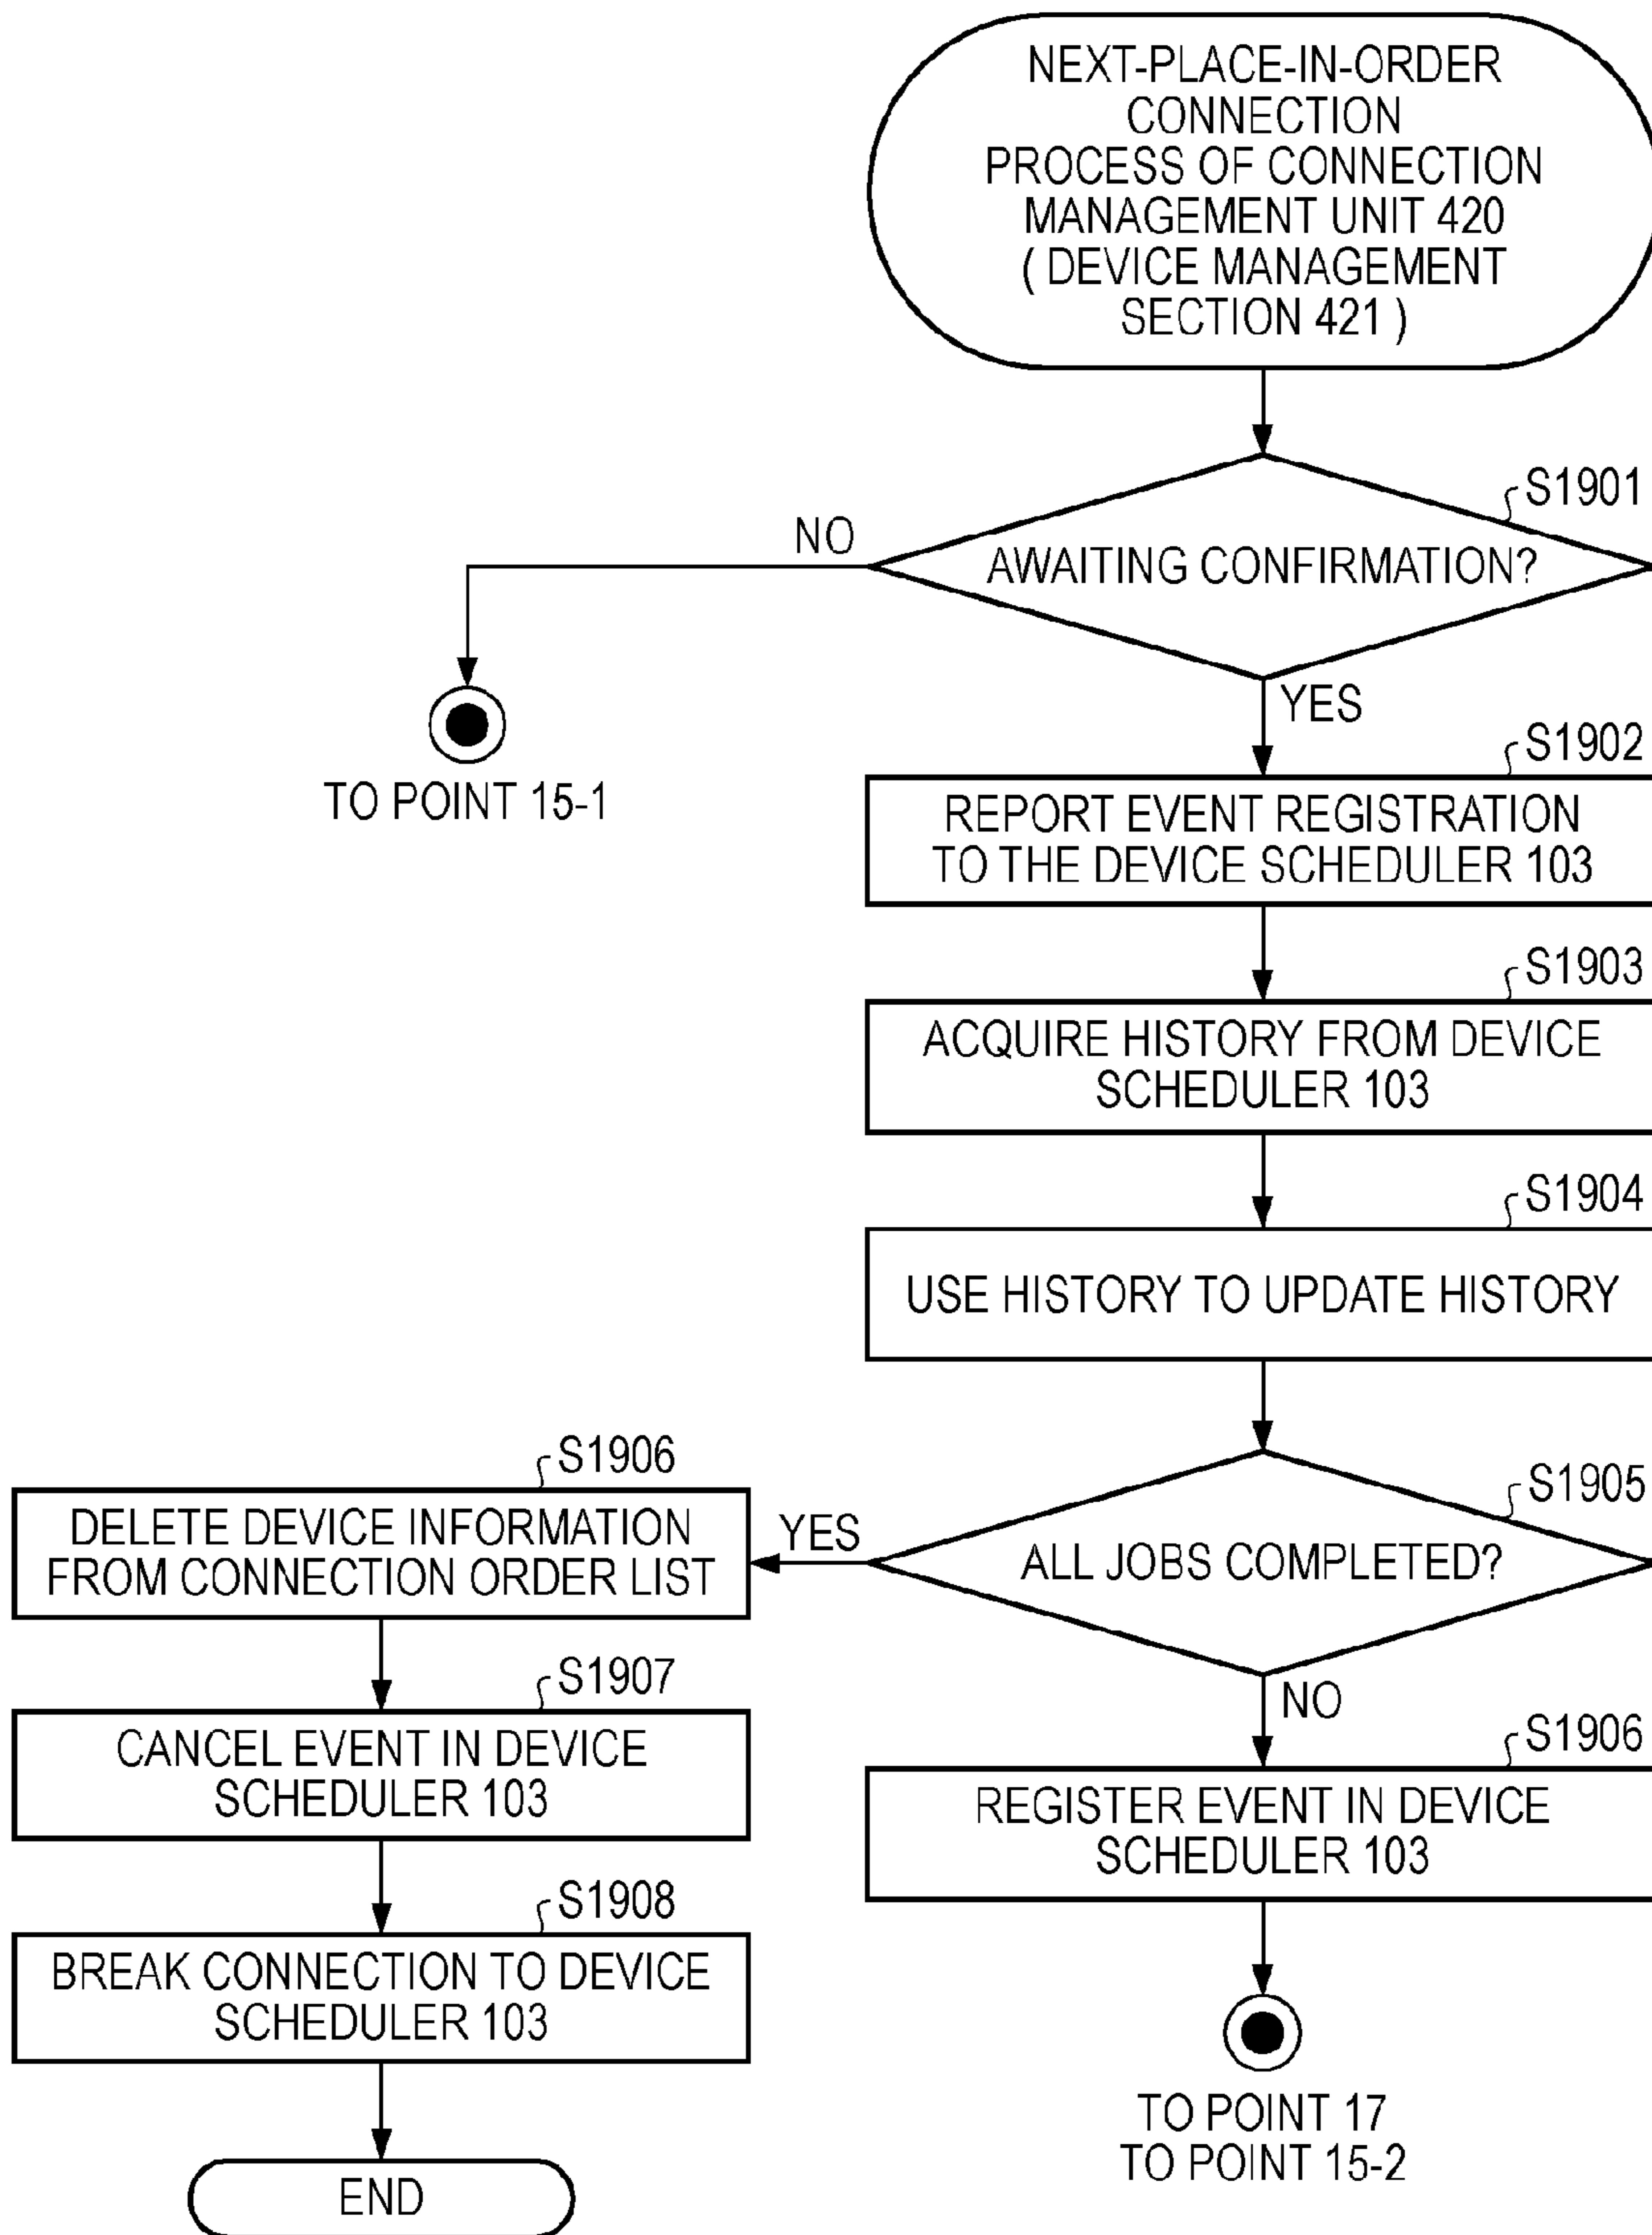 NEXT-PLACE-IN-ORDER
CONNECTION
PROCESS OF CONNECTION
MANAGEMENT UNIT 420
( DEVICE MANAGEMENT
SECTION 421 )
S1901
NO
AWAITING CONFIRMATION?
YES
TO POINT 15-1
S1902
REPORT EVENT REGISTRATION
TO THE DEVICE SCHEDULER 103
S1903
ACQUIRE HISTORY FROM DEVICE
SCHEDULER 103
S1904
USE HISTORY TO UPDATE HISTORY
S1905
ALL JOBS COMPLETED?
YES
S1906
DELETE DEVICE INFORMATION
FROM CONNECTION ORDER LIST
S1907
CANCEL EVENT IN DEVICE
SCHEDULER 103
S1908
BREAK CONNECTION TO DEVICE
SCHEDULER 103
END
NO
S1906
REGISTER EVENT IN DEVICE
SCHEDULER 103
TO POINT 17
TO POINT 15-2